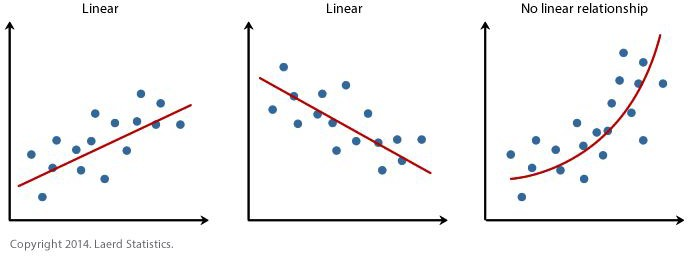 Linear
Linear
No linear relationship
Copyright 2014. Laerd Statistics.